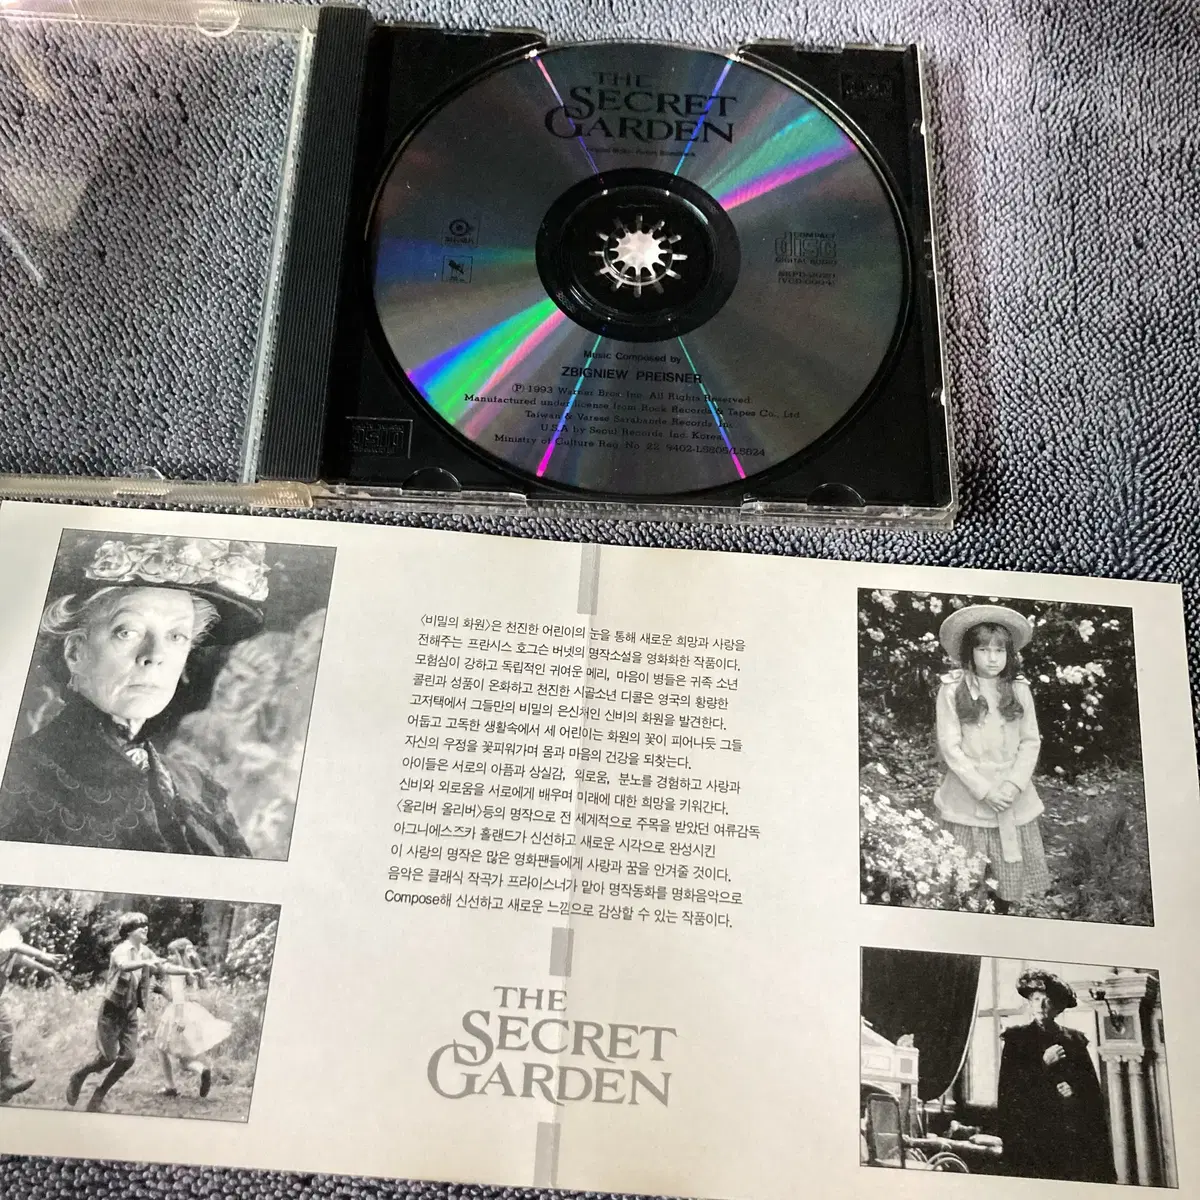 THE
SECRET
GARDEN
COMPACT
disc
DIGITAL AUDIO
Music Composed by
ZBIGNIEW PREISNER
Ⓟ 1993 Warner Bros. Inc. All Rights Reserved.
Manufactured under license from Rock Records & Tapes Co., Ltd.
Taiwan & Varese Sarabande Records Inc.
U.S.A by Seoul Records Inc. Korea
Ministry of Culture Reg. No. 22 9402-L9805/L8824
〈비밀의 화원〉은 천진한 어린이의 눈을 통해 새로운 희망과 사랑을
전해주는 프란시스 호그슨 버넷의 명작소설을 영화화한 작품이다.
모험심이 강하고 독립적인 귀여운 메리, 마음이 병들은 귀족 소년
콜린과 성품이 온화하고 천진한 시골소년 디콜은 영국의 황량한
고저택에서 그들만의 비밀의 은신처인 신비의 화원을 발견한다.
어둡고 고독한 생활속에서 세 어린이는 화원의 꽃이 피어나듯 그들
자신의 우정을 꽃피워가며 몸과 마음의 건강을 되찾는다.
아이들은 서로의 아픔과 상실감, 외로움, 분노를 경험하고 사랑과
신비와 외로움을 서로에게 배우며 미래에 대한 희망을 키워간다.
〈올리버 올리버〉등의 명작으로 전 세계적으로 주목을 받았던 여류감독
아그니에스즈카 홀랜드가 신선하고 새로운 시각으로 완성시킨
이 사랑의 명작은 많은 영화팬들에게 사랑과 꿈을 안겨줄 것이다.
음악은 클래식 작곡가 프라이스너가 맡아 명작동화를 명화음악으로
Compose해 신선하고 새로운 느낌으로 감상할 수 있는 작품이다.
THE
SECRET
GARDEN